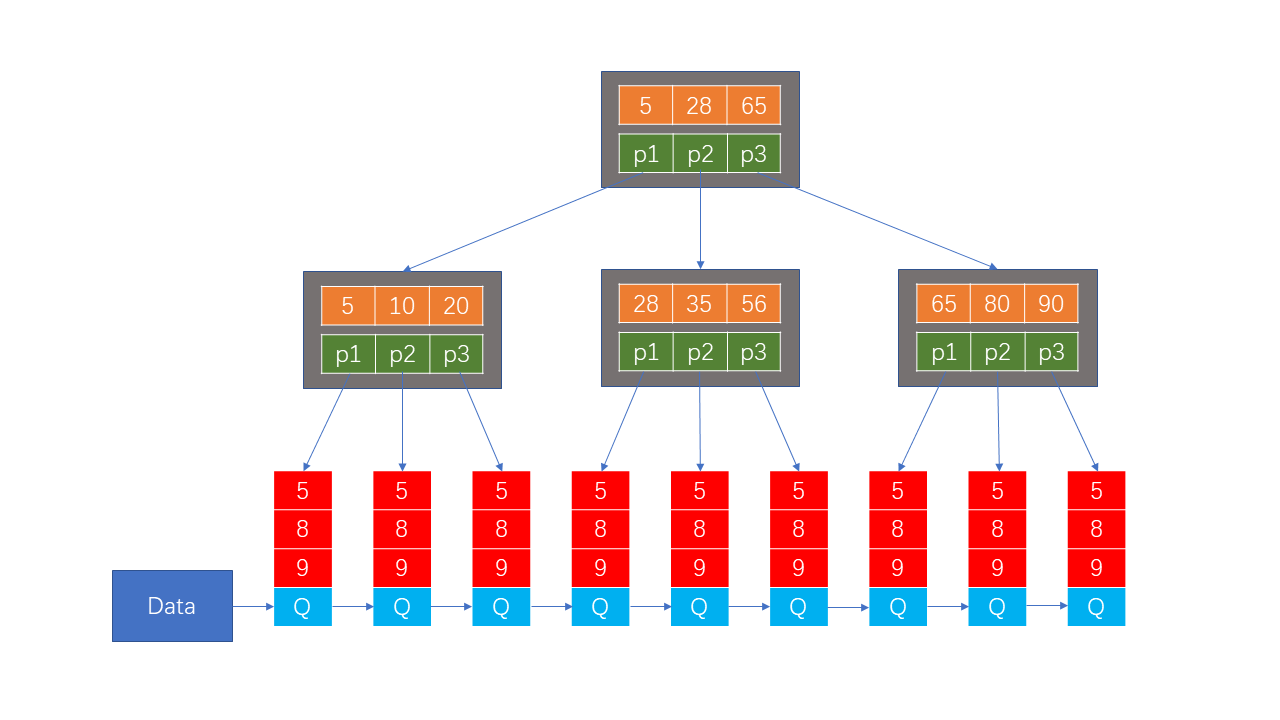 5 28 65
p1 p2 p3
5 10 20
p1 p2 p3
28 35 56
p1 p2 p3
65 80 90
p1 p2 p3
5 5 5 5 5 5 5 5 5
8 8 8 8 8 8 8 8 8
9 9 9 9 9 9 9 9 9
Data Q Q Q Q Q Q Q Q Q